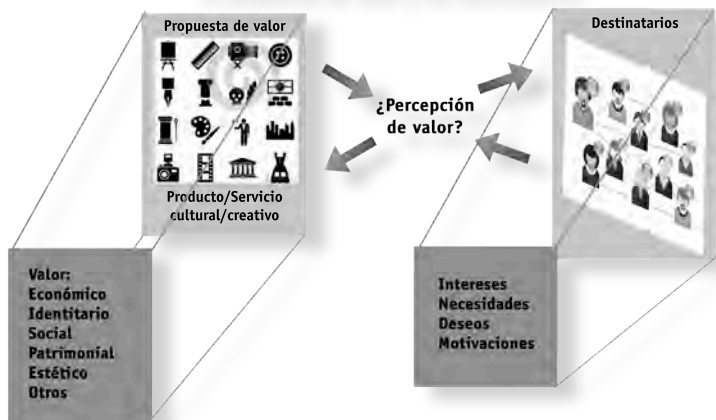 Propuesta de valor
Producto/Servicio
cultural/creativo
¿Percepción
de valor?
Destinatarios
Valor:
Económico
Identitario
Social
Patrimonial
Estético
Otros
Intereses
Necesidades
Deseos
Motivaciones